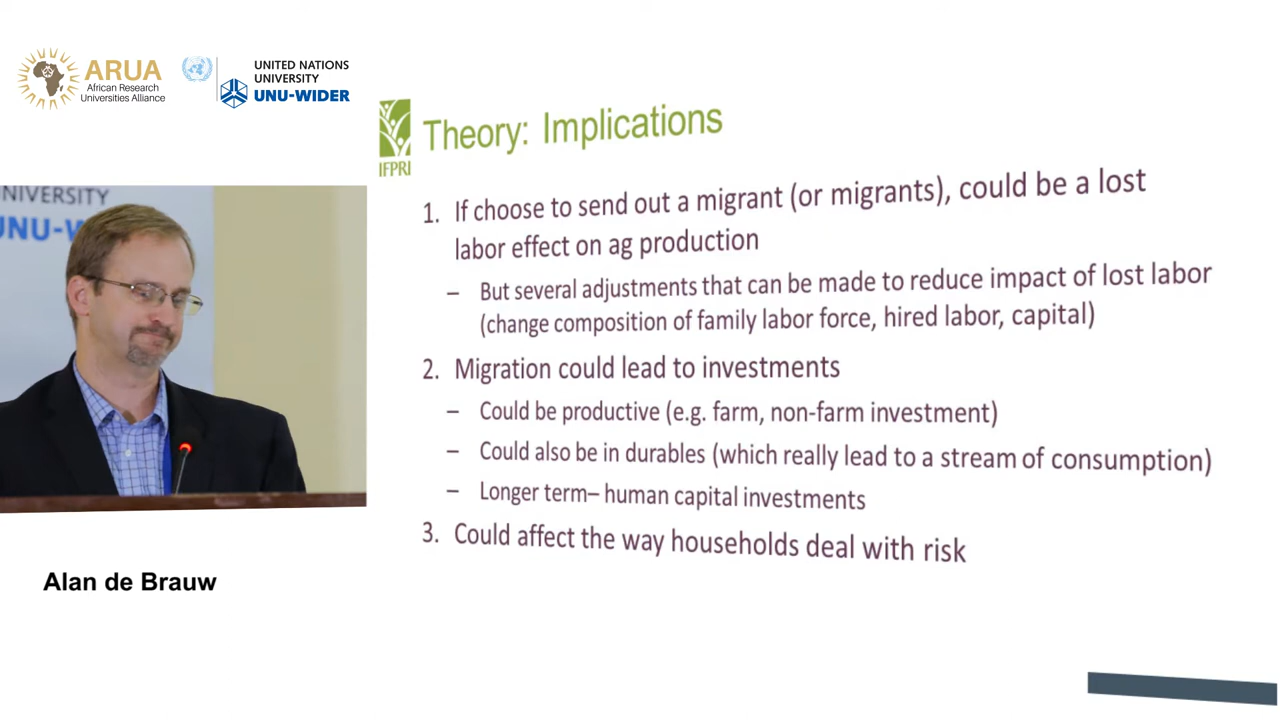 ARUA
African Research
Universities Alliance
UNITED NATIONS
UNIVERSITY
UNU-WIDER
IFPRI
Theory: Implications
1. If choose to send out a migrant (or migrants), could be a lost
labor effect on ag production
– But several adjustments that can be made to reduce impact of lost labor
(change composition of family labor force, hired labor, capital)
2. Migration could lead to investments
– Could be productive (e.g. farm, non-farm investment)
– Could also be in durables (which really lead to a stream of consumption)
– Longer term– human capital investments
3. Could affect the way households deal with risk
NIVERSITY
UNU-W
Alan de Brauw